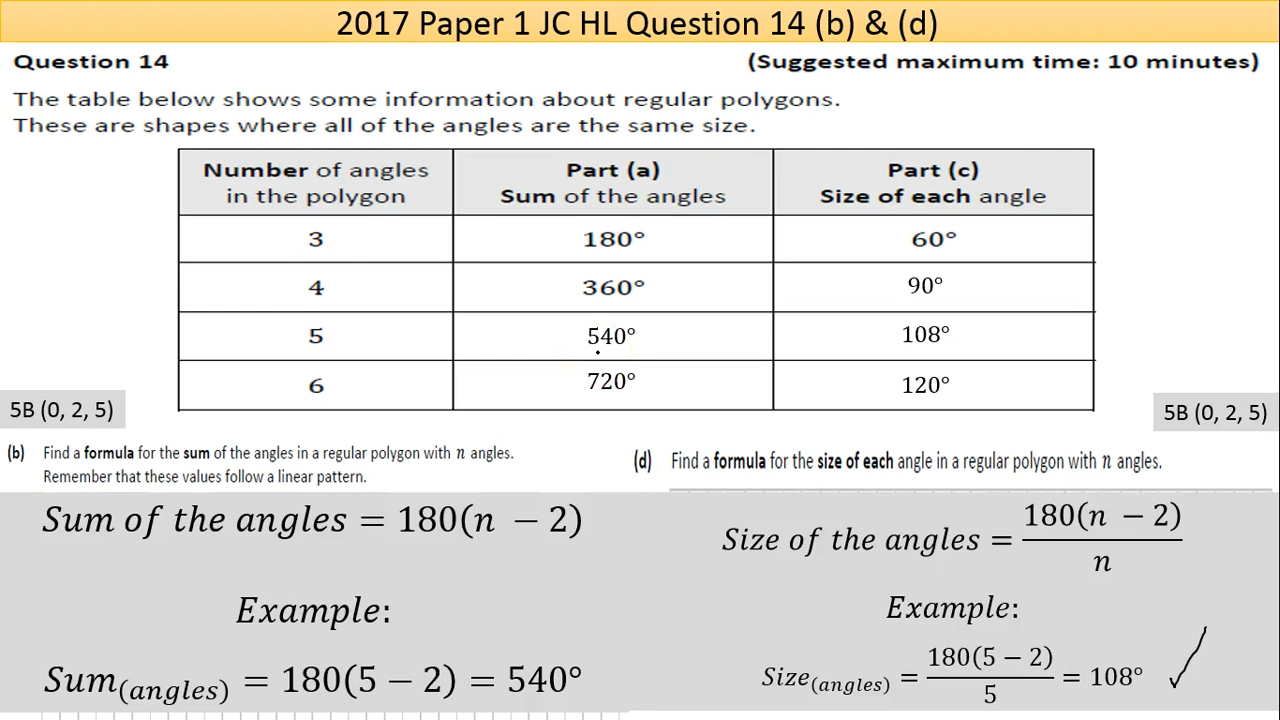 2017 Paper 1 JC HL Question 14 (b) & (d)
Question 14 (Suggested maximum time: 10 minutes)
The table below shows some information about regular polygons.
These are shapes where all of the angles are the same size.
Number of angles in the polygon Part (a) Sum of the angles Part (c) Size of each angle
3 180° 60°
4 360° 90°
5 540° 108°
6 720° 120°
5B (0, 2, 5)
5B (0, 2, 5)
(b) Find a formula for the sum of the angles in a regular polygon with n angles.
Remember that these values follow a linear pattern.
Sum of the angles = 180(n − 2)
Example:
Sum(angles) = 180(5 − 2) = 540°
(d) Find a formula for the size of each angle in a regular polygon with n angles.
Size of the angles = 180(n − 2) / n
Example:
Size(angles) = 180(5 − 2) / 5 = 108°